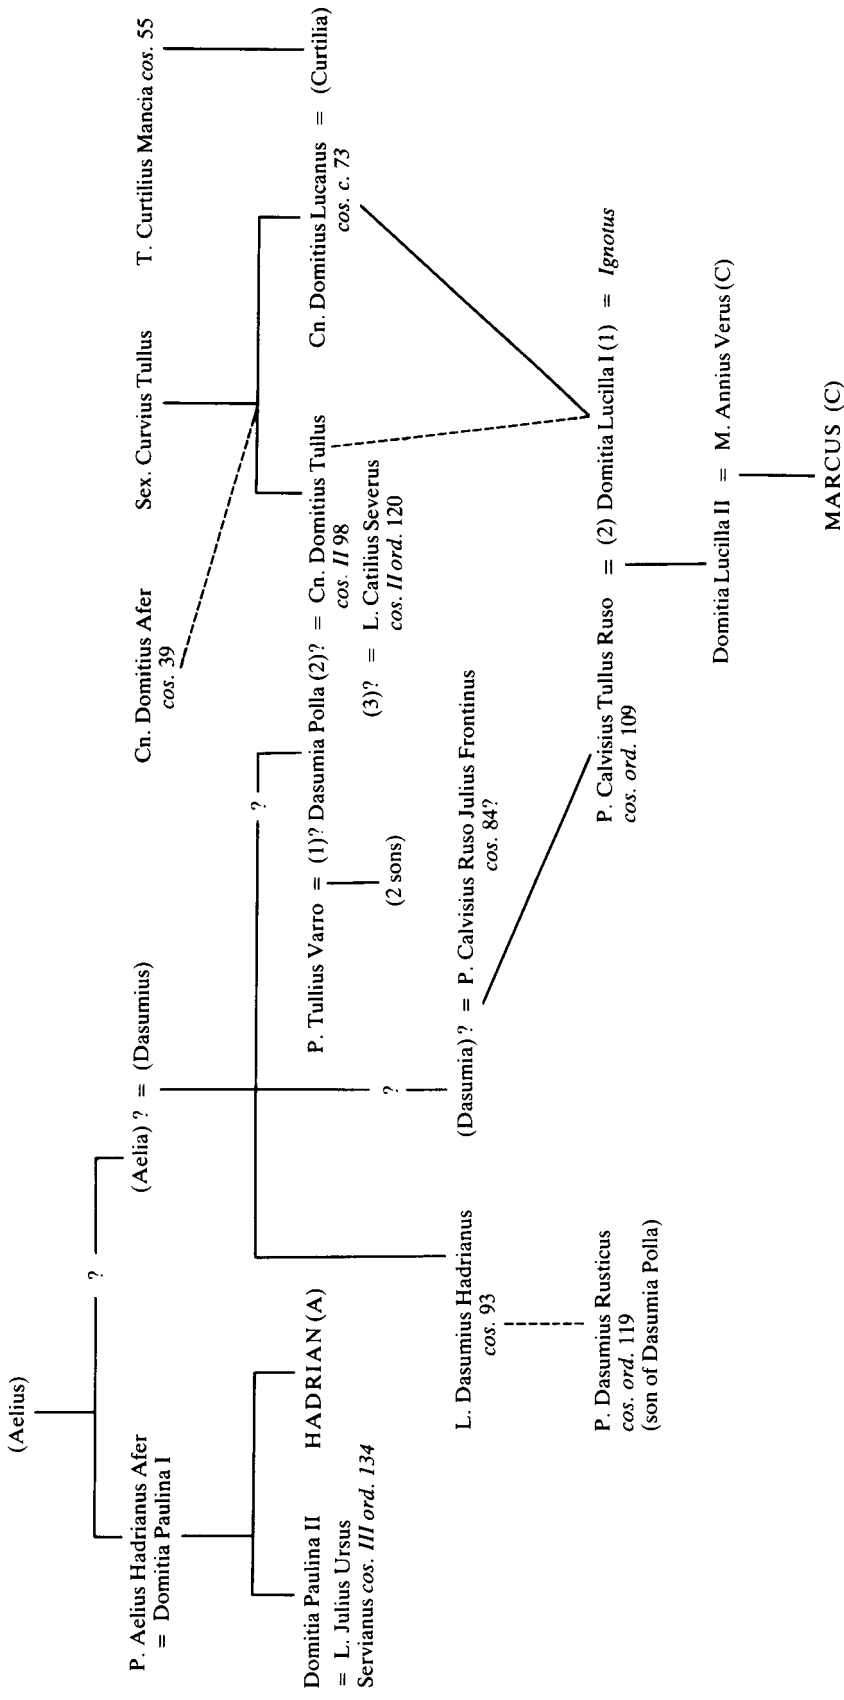 (Aelius)
?
P. Aelius Hadrianus Afer
= Domitia Paulina I
(Aelia) ? = (Dasumius)
Cn. Domitius Afer
cos. 39
Sex. Curvius Tullus
T. Curtilius Mancia cos. 55
?
Domitia Paulina II
= L. Julius Ursus
Servianus cos. III ord. 134
HADRIAN (A)
P. Tullius Varro = (1)? Dasumia Polla (2)? = Cn. Domitius Tullus
cos. II 98
(3)? = L. Catilius Severus
cos. II ord. 120
Cn. Domitius Lucanus = (Curtilia)
cos. c. 73
(2 sons)
?
L. Dasumius Hadrianus
cos. 93
(Dasumia) ? = P. Calvisius Ruso Julius Frontinus
cos. 84?
P. Dasumius Rusticus
cos. ord. 119
(son of Dasumia Polla)
P. Calvisius Tullus Ruso = (2) Domitia Lucilla I (1) = Ignotus
cos. ord. 109
Domitia Lucilla II = M. Annius Verus (C)
MARCUS (C)